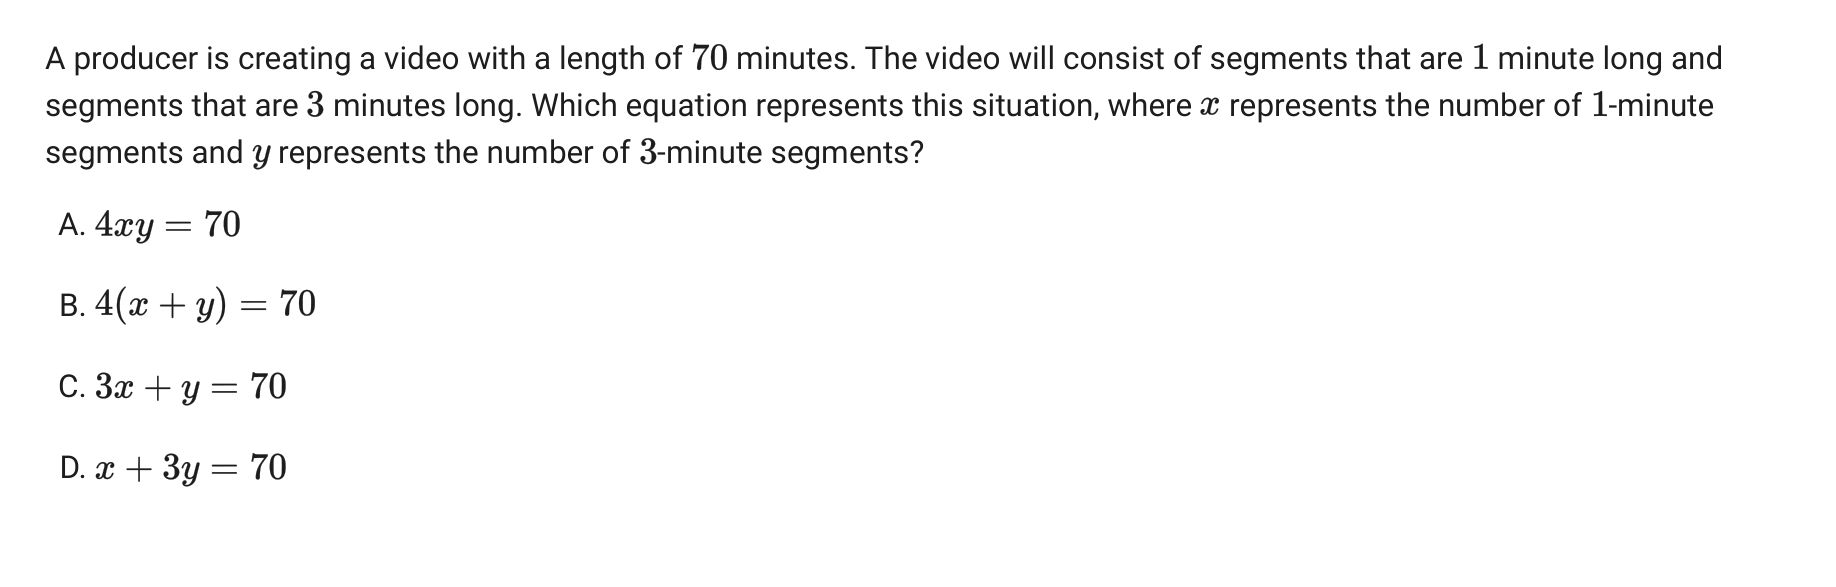 A producer is creating a video with a length of 70 minutes. The video will consist of segments that are 1 minute long and
segments that are 3 minutes long. Which equation represents this situation, where x represents the number of 1-minute
segments and y represents the number of 3-minute segments?
A. 4xy = 70
B. 4(x + y) = 70
C. 3x + y = 70
D. x + 3y = 70